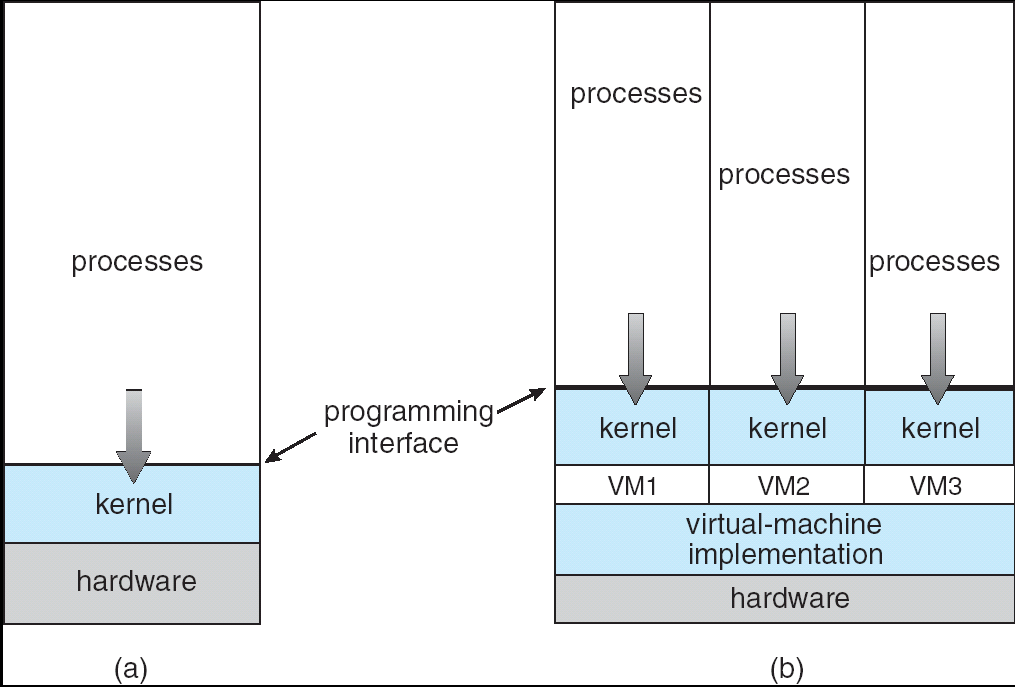 processes
kernel
hardware
(a)
programming
interface
processes
processes
processes
kernel
kernel
kernel
VM1
VM2
VM3
virtual-machine
implementation
hardware
(b)